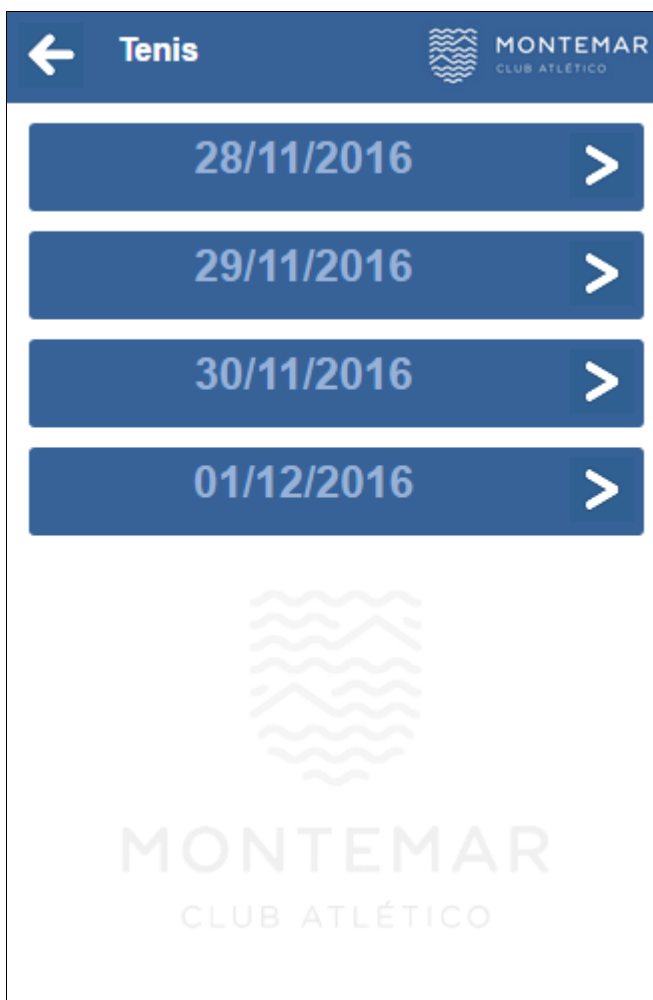 Tenis
MONTEMAR
CLUB ATLÉTICO
28/11/2016
29/11/2016
30/11/2016
01/12/2016
MONTEMAR
CLUB ATLÉTICO